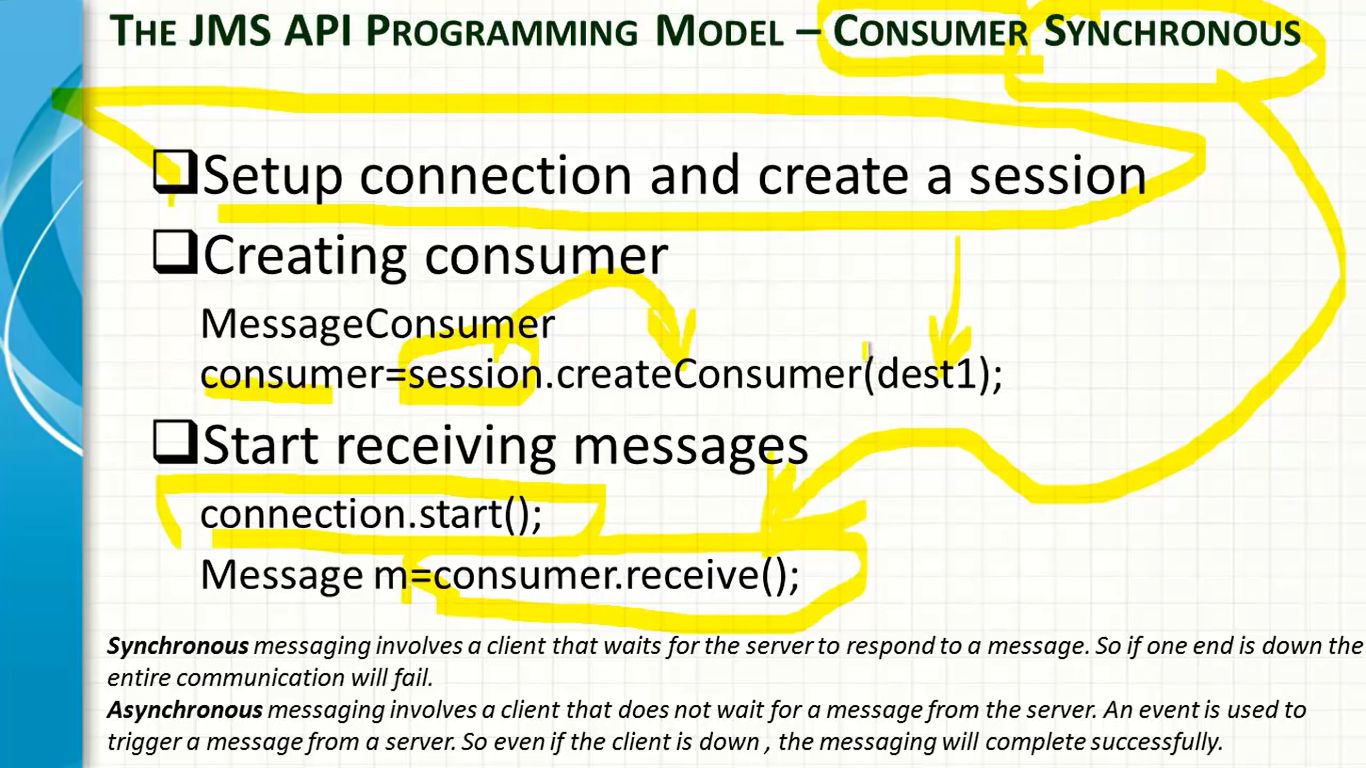 THE JMS API PROGRAMMING MODEL – CONSUMER SYNCHRONOUS
Setup connection and create a session
Creating consumer
MessageConsumer
consumer=session.createConsumer(dest1);
Start receiving messages
connection.start();
Message m=consumer.receive();
Synchronous messaging involves a client that waits for the server to respond to a message. So if one end is down the
entire communication will fail.
Asynchronous messaging involves a client that does not wait for a message from the server. An event is used to
trigger a message from a server. So even if the client is down , the messaging will complete successfully.